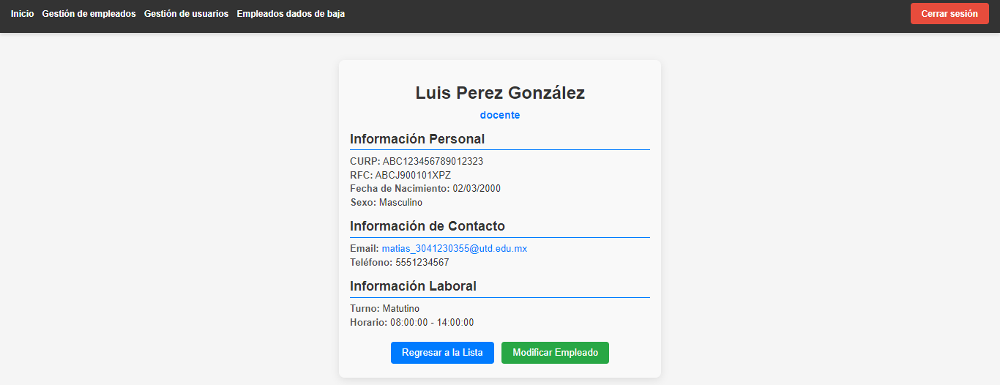 Inicio Gestión de empleados Gestión de usuarios Empleados dados de baja Cerrar sesión
Luis Perez González
docente
Información Personal
CURP: ABC123456789012323
RFC: ABCJ900101XPZ
Fecha de Nacimiento: 02/03/2000
Sexo: Masculino
Información de Contacto
Email: matias_3041230355@utd.edu.mx
Teléfono: 5551234567
Información Laboral
Turno: Matutino
Horario: 08:00:00 - 14:00:00
Regresar a la Lista Modificar Empleado